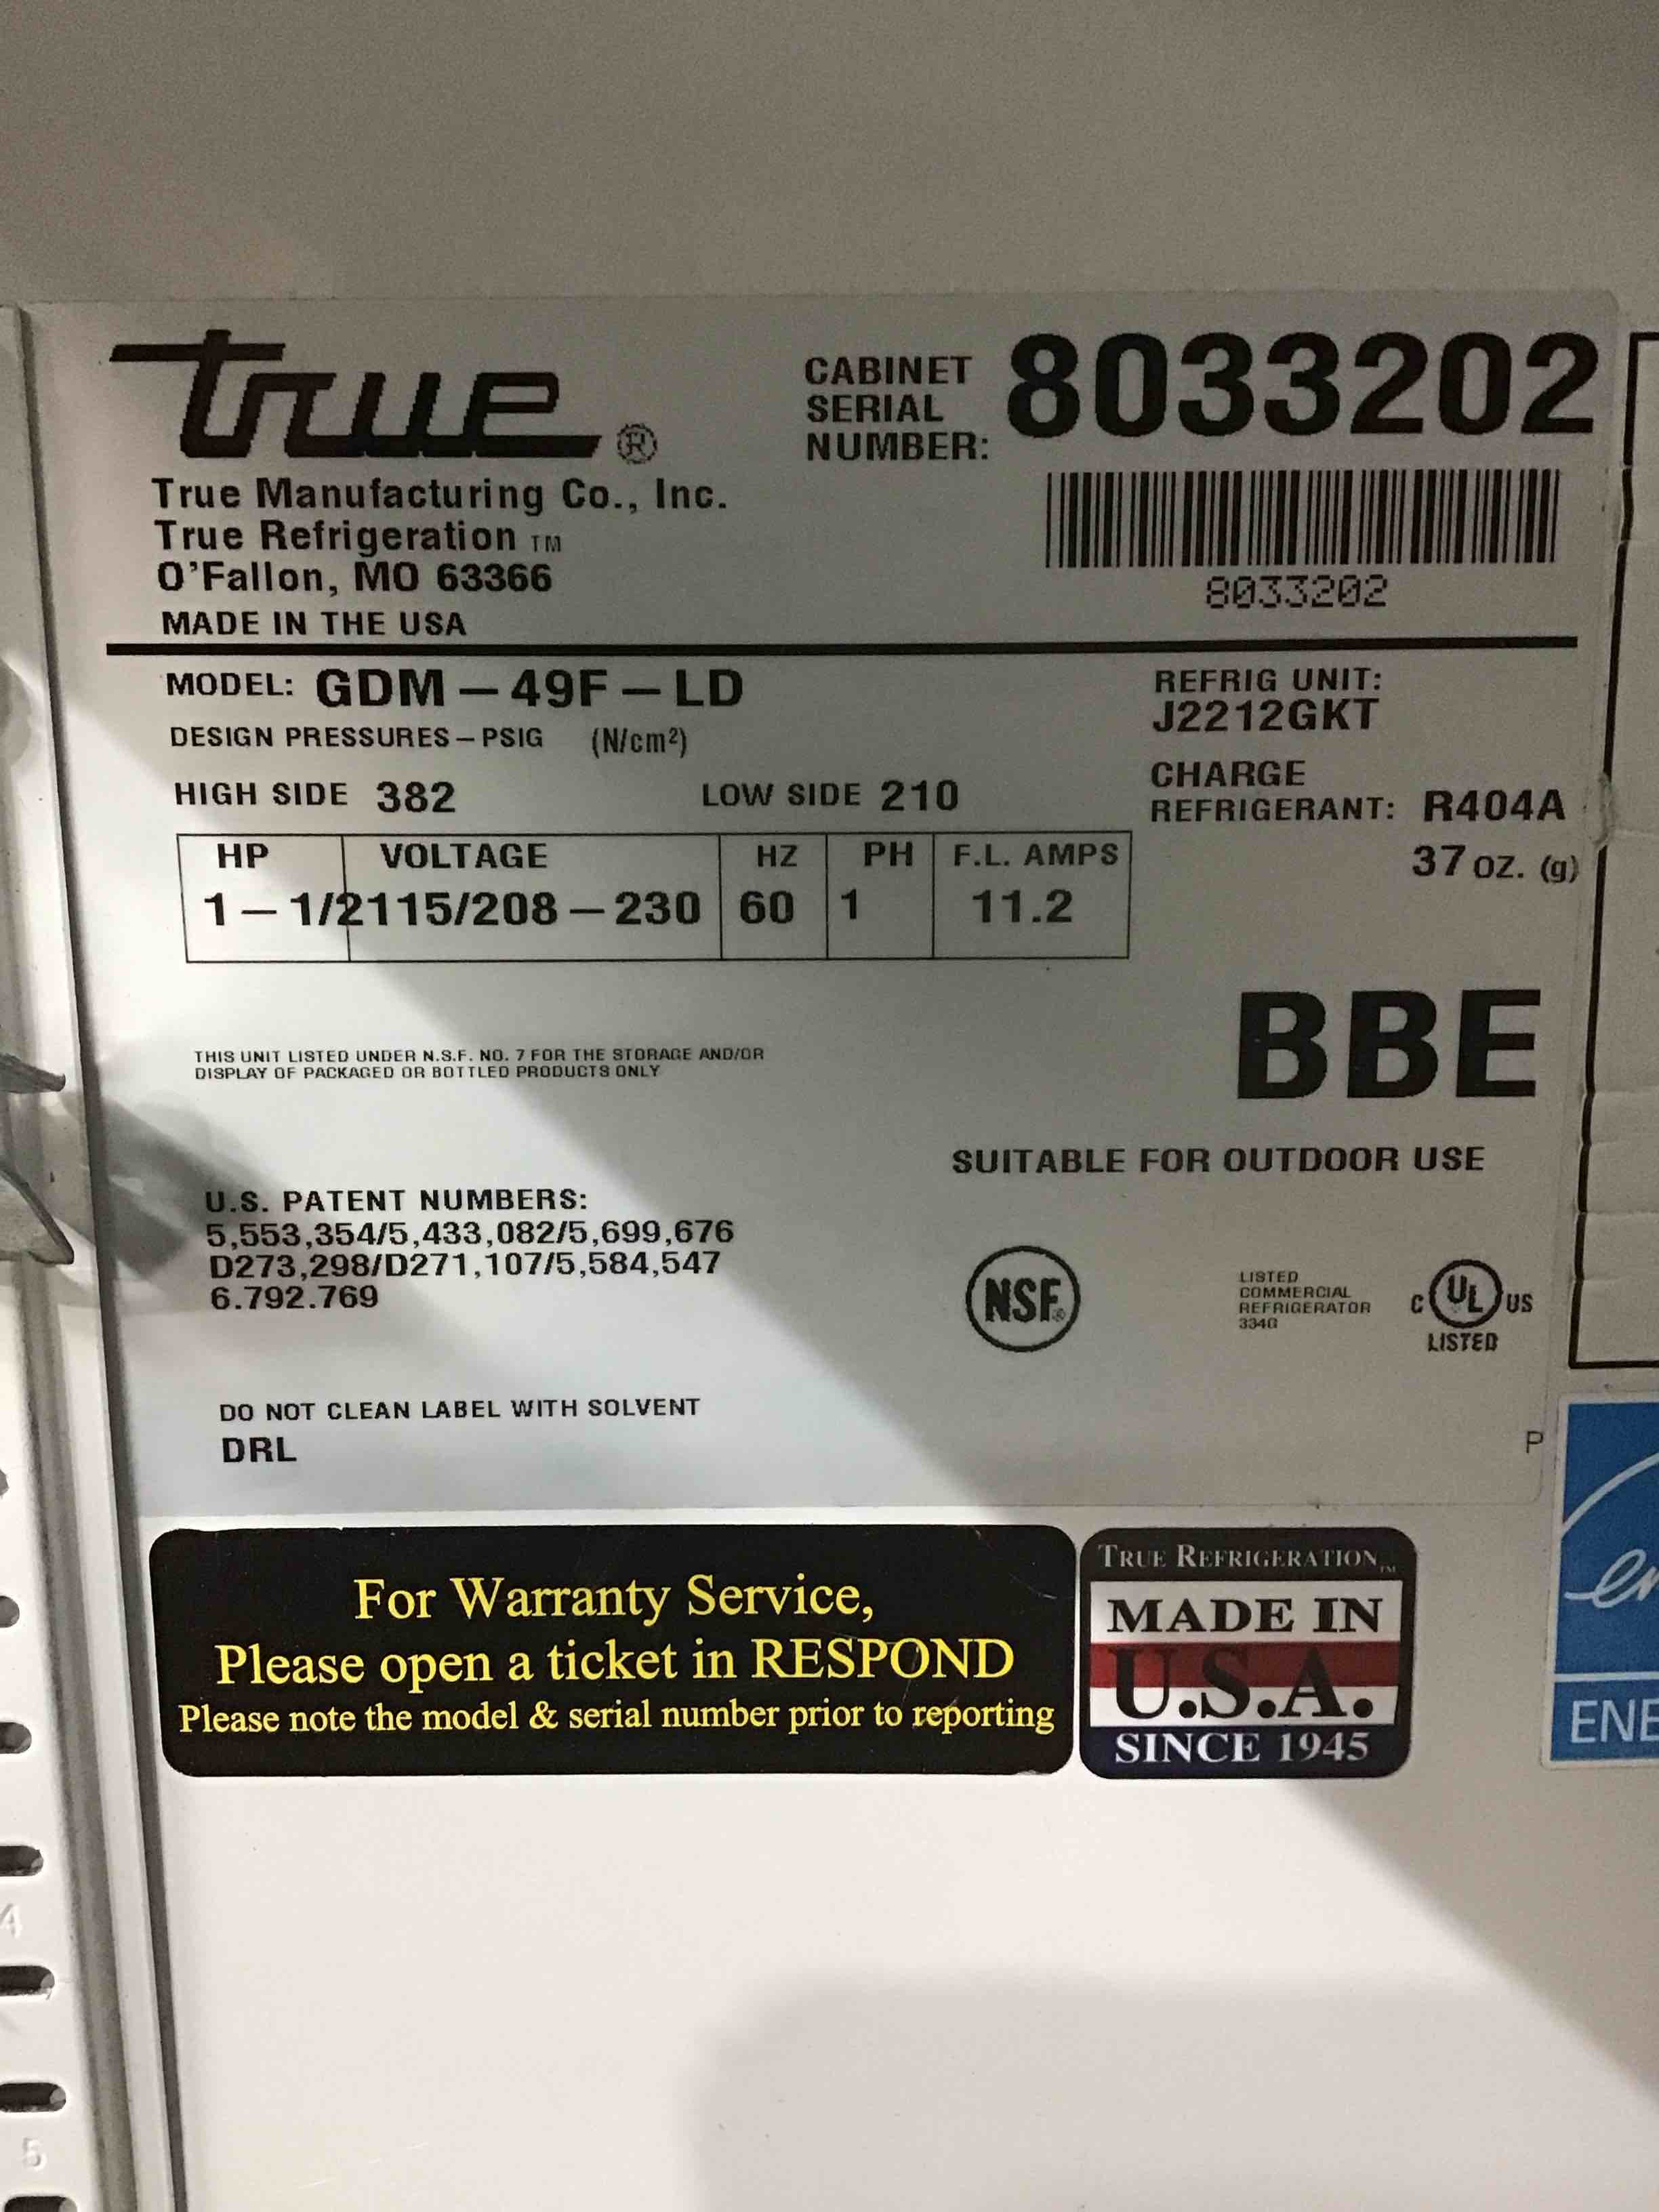 true ®
True Manufacturing Co., Inc.
True Refrigeration TM
O'Fallon, MO 63366
MADE IN THE USA
CABINET
SERIAL
NUMBER: 8033202
8033202
MODEL: GDM – 49F – LD
DESIGN PRESSURES – PSIG (N/cm²)
HIGH SIDE 382 LOW SIDE 210
REFRIG UNIT:
J2212GKT
CHARGE
REFRIGERANT: R404A
37 oz. (g)
HP VOLTAGE HZ PH F.L. AMPS
1 – 1/2 115/208 – 230 60 1 11.2
BBE
THIS UNIT LISTED UNDER N.S.F. NO. 7 FOR THE STORAGE AND/OR
DISPLAY OF PACKAGED OR BOTTLED PRODUCTS ONLY
SUITABLE FOR OUTDOOR USE
U.S. PATENT NUMBERS:
5,553,354/5,433,082/5,699,676
D273,298/D271,107/5,584,547
6.792.769
NSF®
LISTED
COMMERCIAL
REFRIGERATOR
334G
C UL US
LISTED
DO NOT CLEAN LABEL WITH SOLVENT
DRL
P
For Warranty Service,
Please open a ticket in RESPOND
Please note the model & serial number prior to reporting
TRUE REFRIGERATION TM
MADE IN
U.S.A.
SINCE 1945
en
ENE
4
5